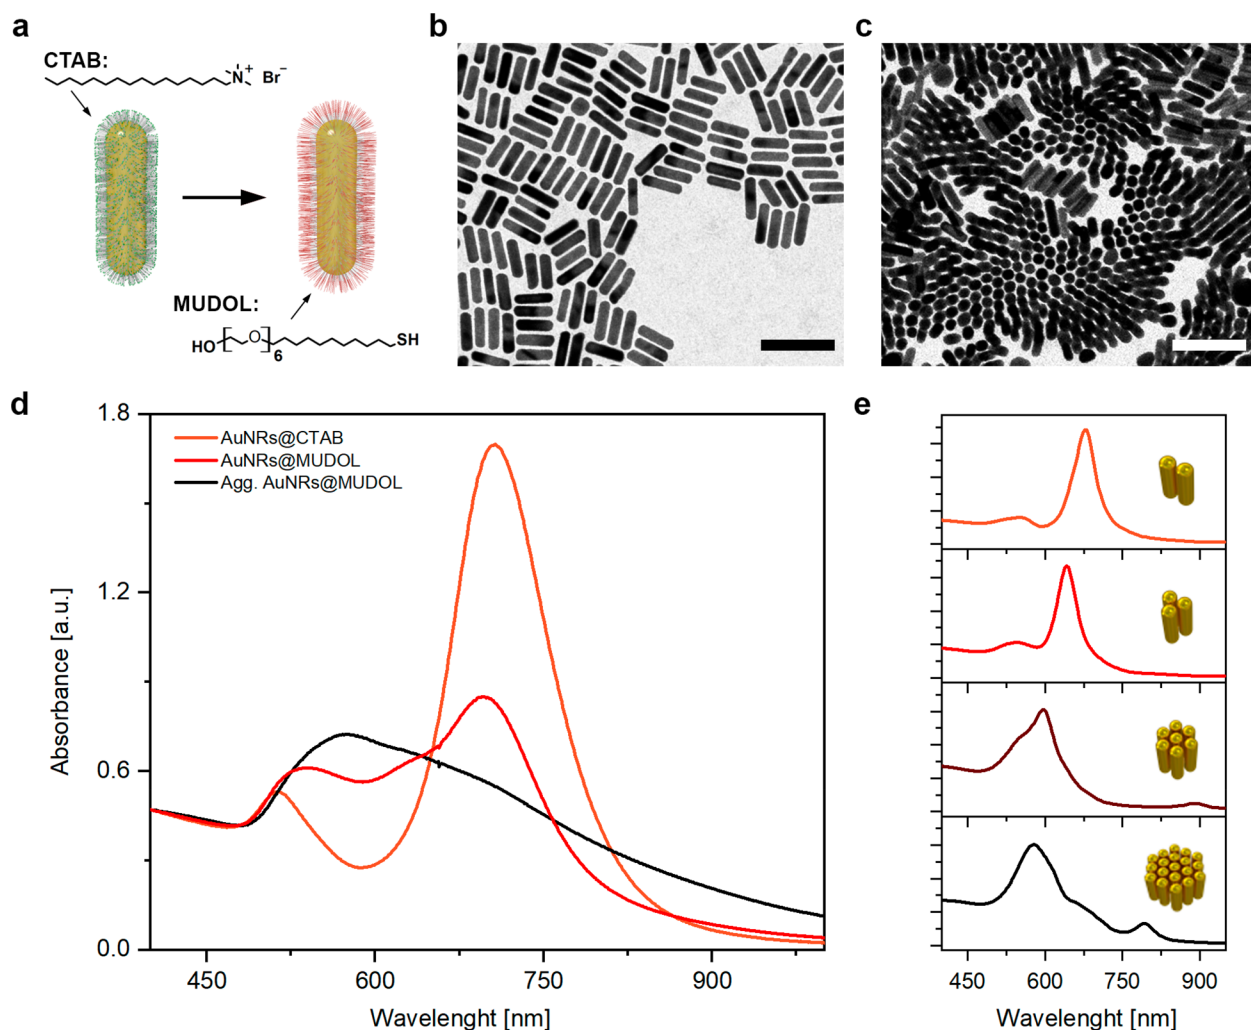 a
CTAB:
N+ Br−
MUDOL:
HO[O]6 SH
b
c
d
1.8
1.2
0.6
0.0
Absorbance [a.u.]
AuNRs@CTAB
AuNRs@MUDOL
Agg. AuNRs@MUDOL
450 600 750 900
Wavelenght [nm]
e
450 600 750 900
Wavelength [nm]